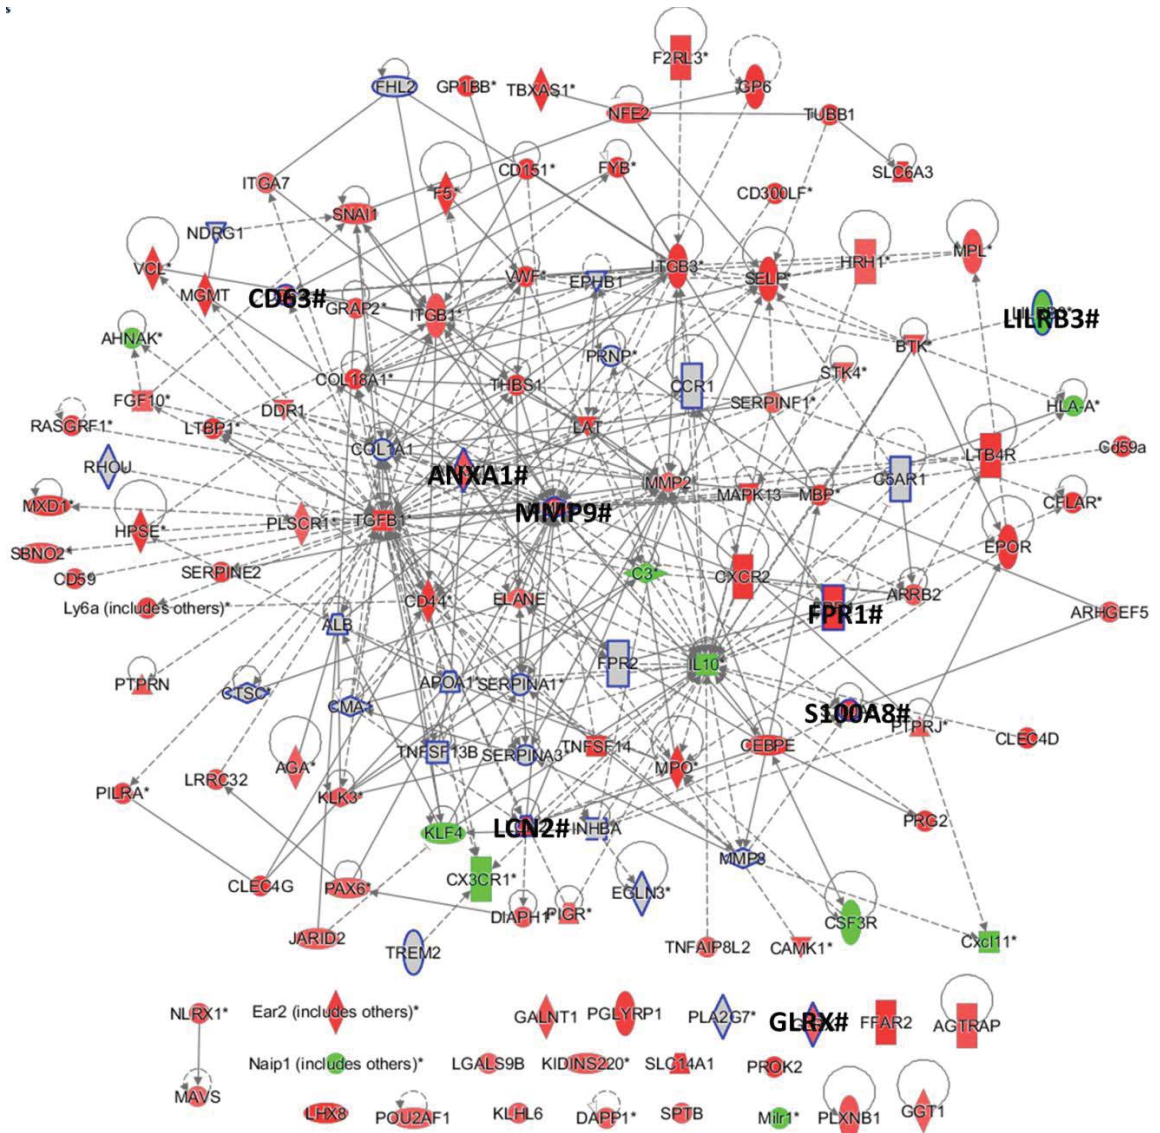 F2RL3*
FHL2
GP1BB*
TBXAS1*
GP6
NFE2
TUBB1
SLC6A3
CD151*
FYB*
ITGA7
F5*
CD300LF*
SNAI1
NDRG1
VCL*
MGMT
CD63#
GRAP2*
ITGB1*
VWF*
EPHB1
ITGB3*
SELP*
HRH1*
MPL*
LILRB3#
AHNAK*
PRNP*
BTK*
COL18A1*
THBS1
CCR1
STK4*
FGF10*
DDR1
SERPINF1*
HLA-A*
RASGRF1*
LTBP1*
LAT
COL1A1
Cd59a
RHOU
ANXA1#
LTB4R
C5AR1
MMP2*
MAPK13
MBP*
MXD1*
HPSE*
PLSCR1*
TGFB1*
MMP9#
CFLAR*
EPOR
SBNO2*
CD59
SERPINE2
C3*
CXCR2
Ly6a (includes others)*
CD44*
ELANE
FPR1#
ARRB2
ARHGEF5
ALB
FPR2
IL10*
PTPRN
CTSC*
APOA1*
SERPINA1*
CMA*
S100A8#
PTPRJ*
CLEC4D
TNFSF13B
SERPINA3*
TNFSF14
CEBPE
AGA*
LRRC32
MPO*
PILRA*
KLK3*
KLF4
LCN2#
INHBA
PRG2
MMP8
CLEC4G
PAX6*
CX3CR1*
EGLN3*
DIAPH1*
PIGR*
CSF3R
JARID2
TREM2
TNFAIP8L2
CAMK1*
Cxcl11*
NLRX1*
Ear2 (includes others)*
GALNT1
PGLYRP1
PLA2G7*
GLRX#
FFAR2
AGTRAP
Naip1 (includes others)*
LGALS9B
KIDINS220*
SLC14A1
PROK2
MAVS
LHX8
POU2AF1
KLHL6
DAPP1*
SPTB
Milr1*
PLXNB1
GGT1